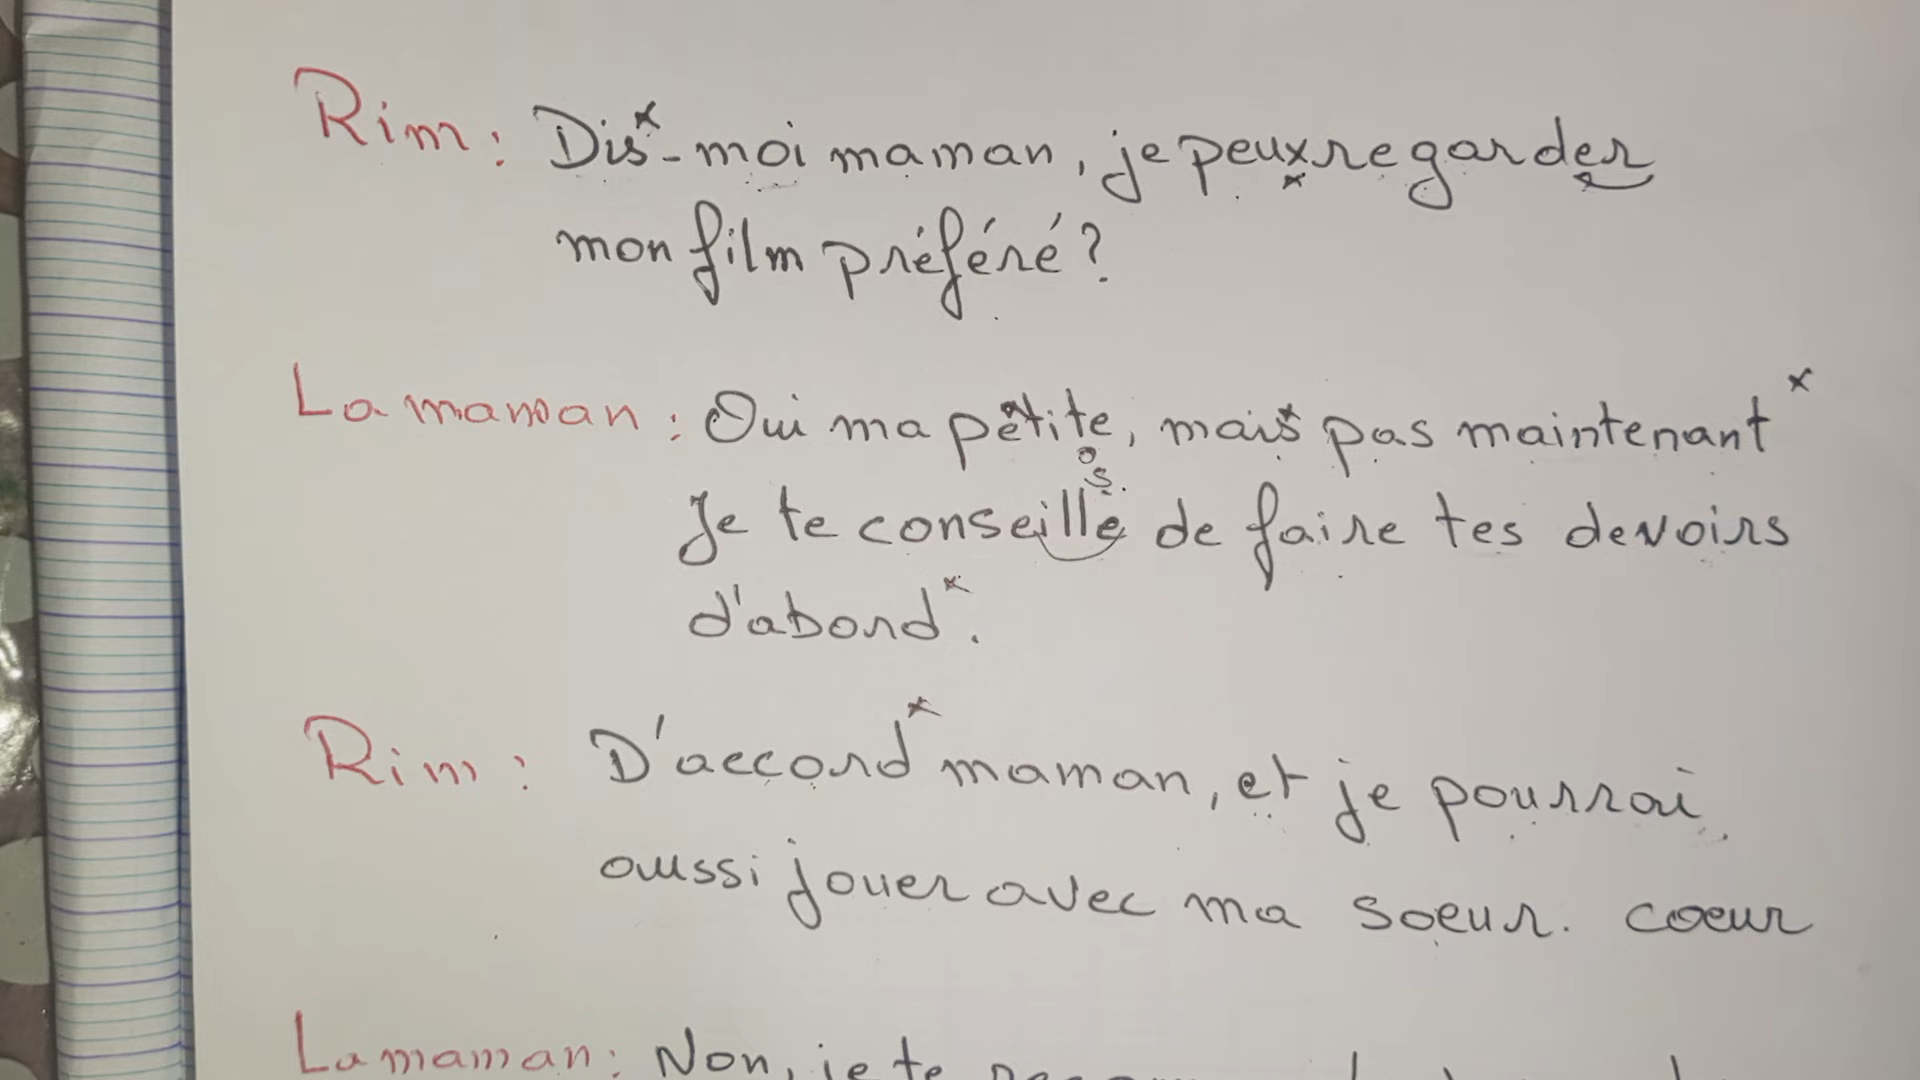 Rim: Dis-moi maman, je peux regarder
mon film préféré?
La maman: Oui ma petite, mais pas maintenant
Je te conseille de faire tes devoirs
d'abord.
Rim: D'accord maman, et je pourrai
aussi jouer avec ma soeur. coeur
La maman: Non, je te